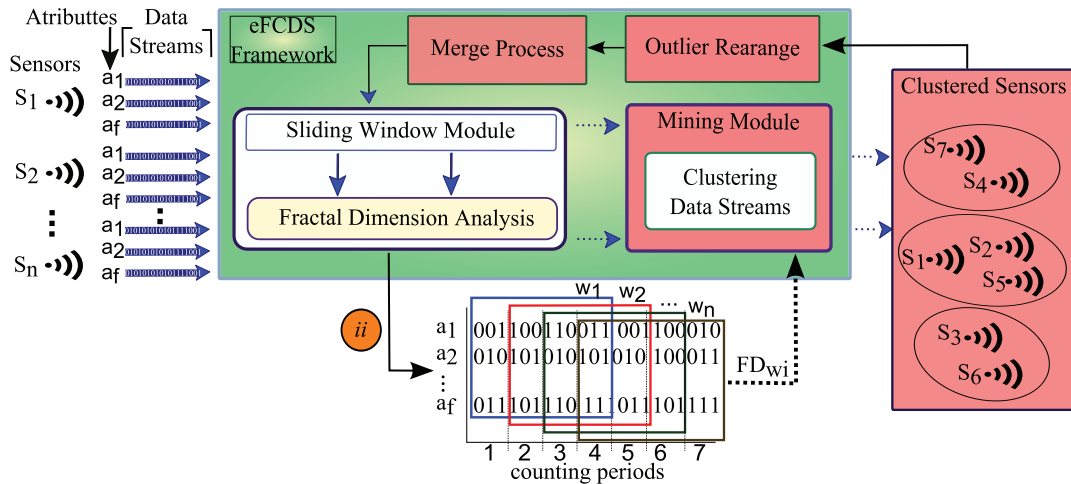 Atributtes
Data
Streams
Sensors
S1
a1
a2
af
S2
a1
a2
af
Sn
a1
a2
af
eFCDS
Framework
Merge Process
Outlier Rearange
Sliding Window Module
Fractal Dimension Analysis
Mining Module
Clustering
Data Streams
Clustered Sensors
S7
S4
S1
S2
S5
S3
S6
ii
w1 w2 ... wn
a1 001 100 110 011 001 100 010
a2 010 101 010 101 010 100 011
af 011 101 110 111 011 101 111
1 2 3 4 5 6 7
counting periods
FDwi